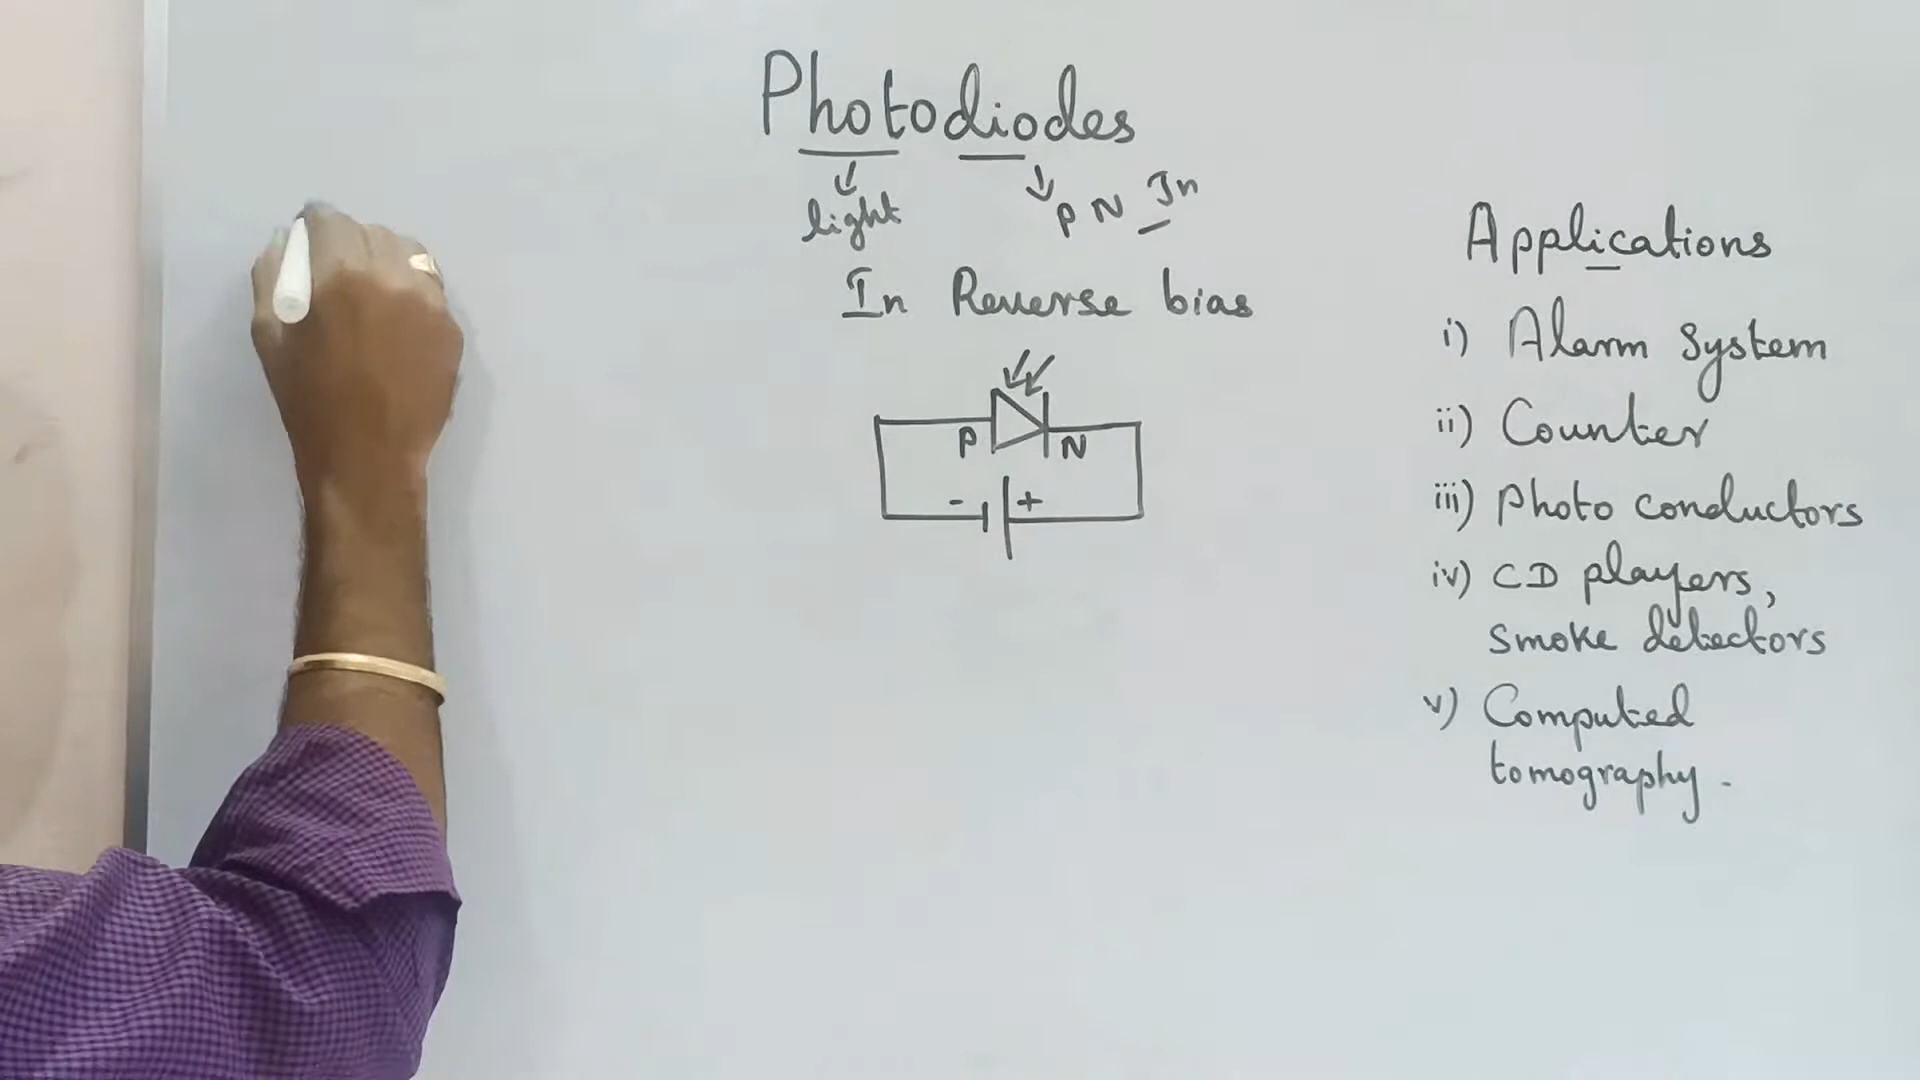 Photodiodes
light
P N Jn
In Reverse bias
P N
- +
Applications
i) Alarm System
ii) Counter
iii) Photo conductors
iv) CD players,
Smoke detectors
v) Computed
tomography.